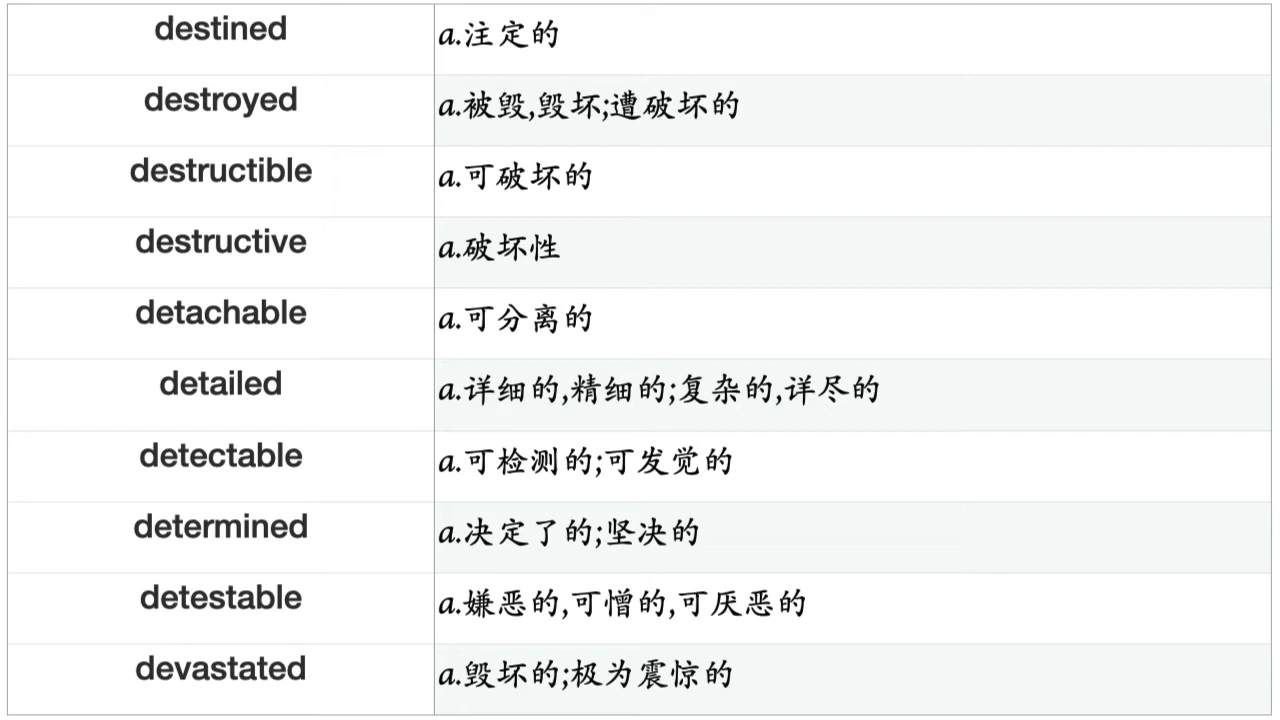 destined a.注定的
destroyed a.被毁,毁坏;遭破坏的
destructible a.可破坏的
destructive a.破坏性
detachable a.可分离的
detailed a.详细的,精细的;复杂的,详尽的
detectable a.可检测的;可发觉的
determined a.决定了的;坚决的
detestable a.嫌恶的,可憎的,可厌恶的
devastated a.毁坏的;极为震惊的